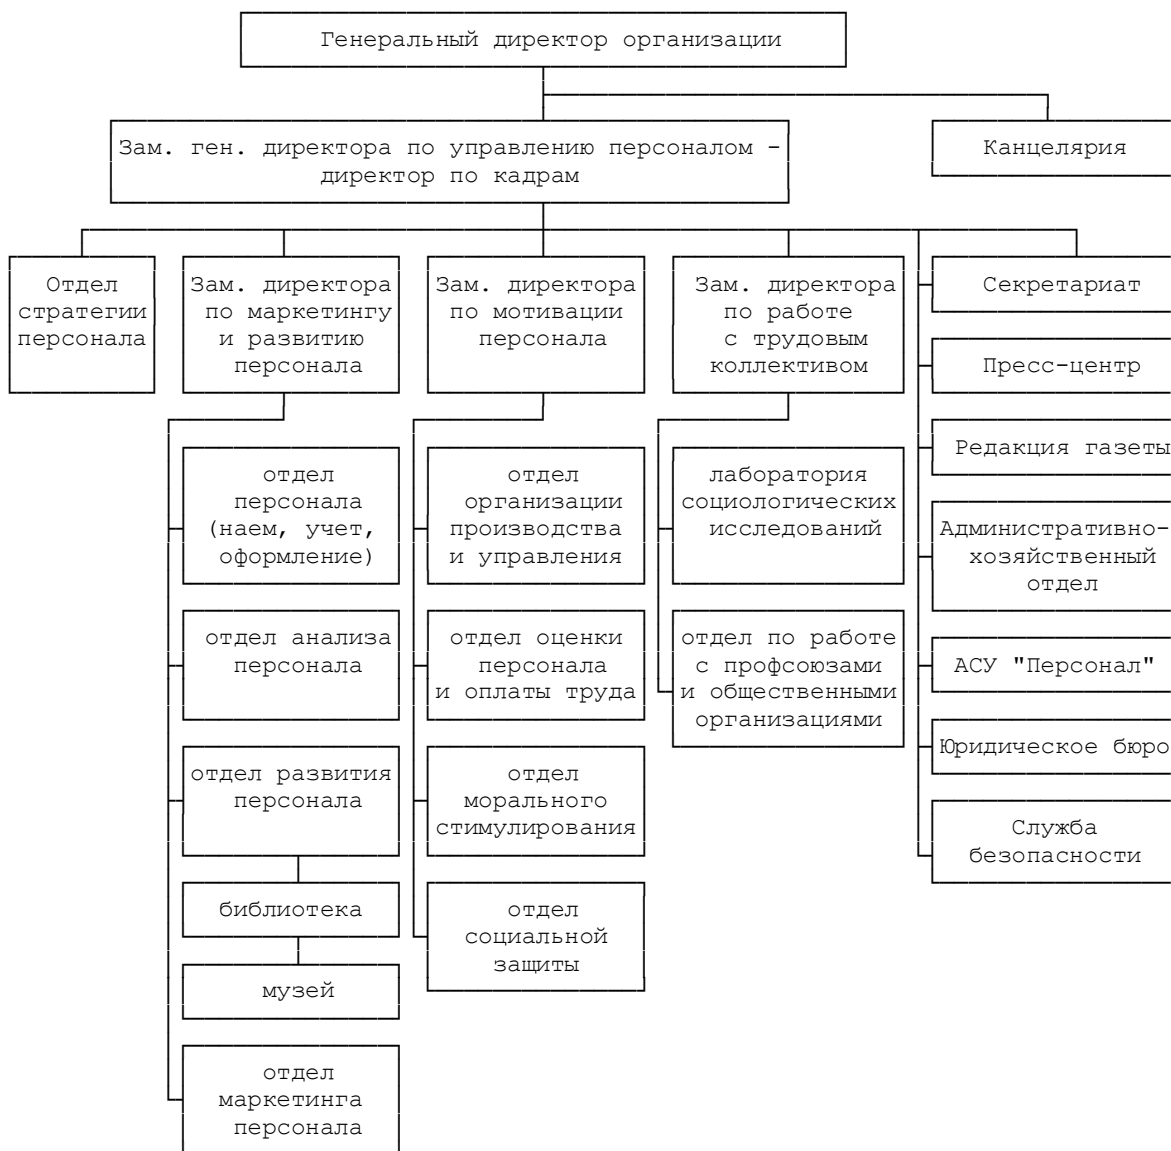 Генеральный директор организации
Зам. ген. директора по управлению персоналом -
директор по кадрам
Канцелярия
Отдел
стратегии
персонала
Зам. директора
по маркетингу
и развитию
персонала
Зам. директора
по мотивации
персонала
Зам. директора
по работе
с трудовым
коллективом
Секретариат
Пресс-центр
Редакция газеты
Административно-
хозяйственный
отдел
АСУ "Персонал"
Юридическое бюро
Служба
безопасности
отдел
персонала
(наем, учет,
оформление)
отдел анализа
персонала
отдел развития
персонала
библиотека
музей
отдел
маркетинга
персонала
отдел
организации
производства
и управления
отдел оценки
персонала
и оплаты труда
отдел
морального
стимулирования
отдел
социальной
защиты
лаборатория
социологических
исследований
отдел по работе
с профсоюзами
и общественными
организациями